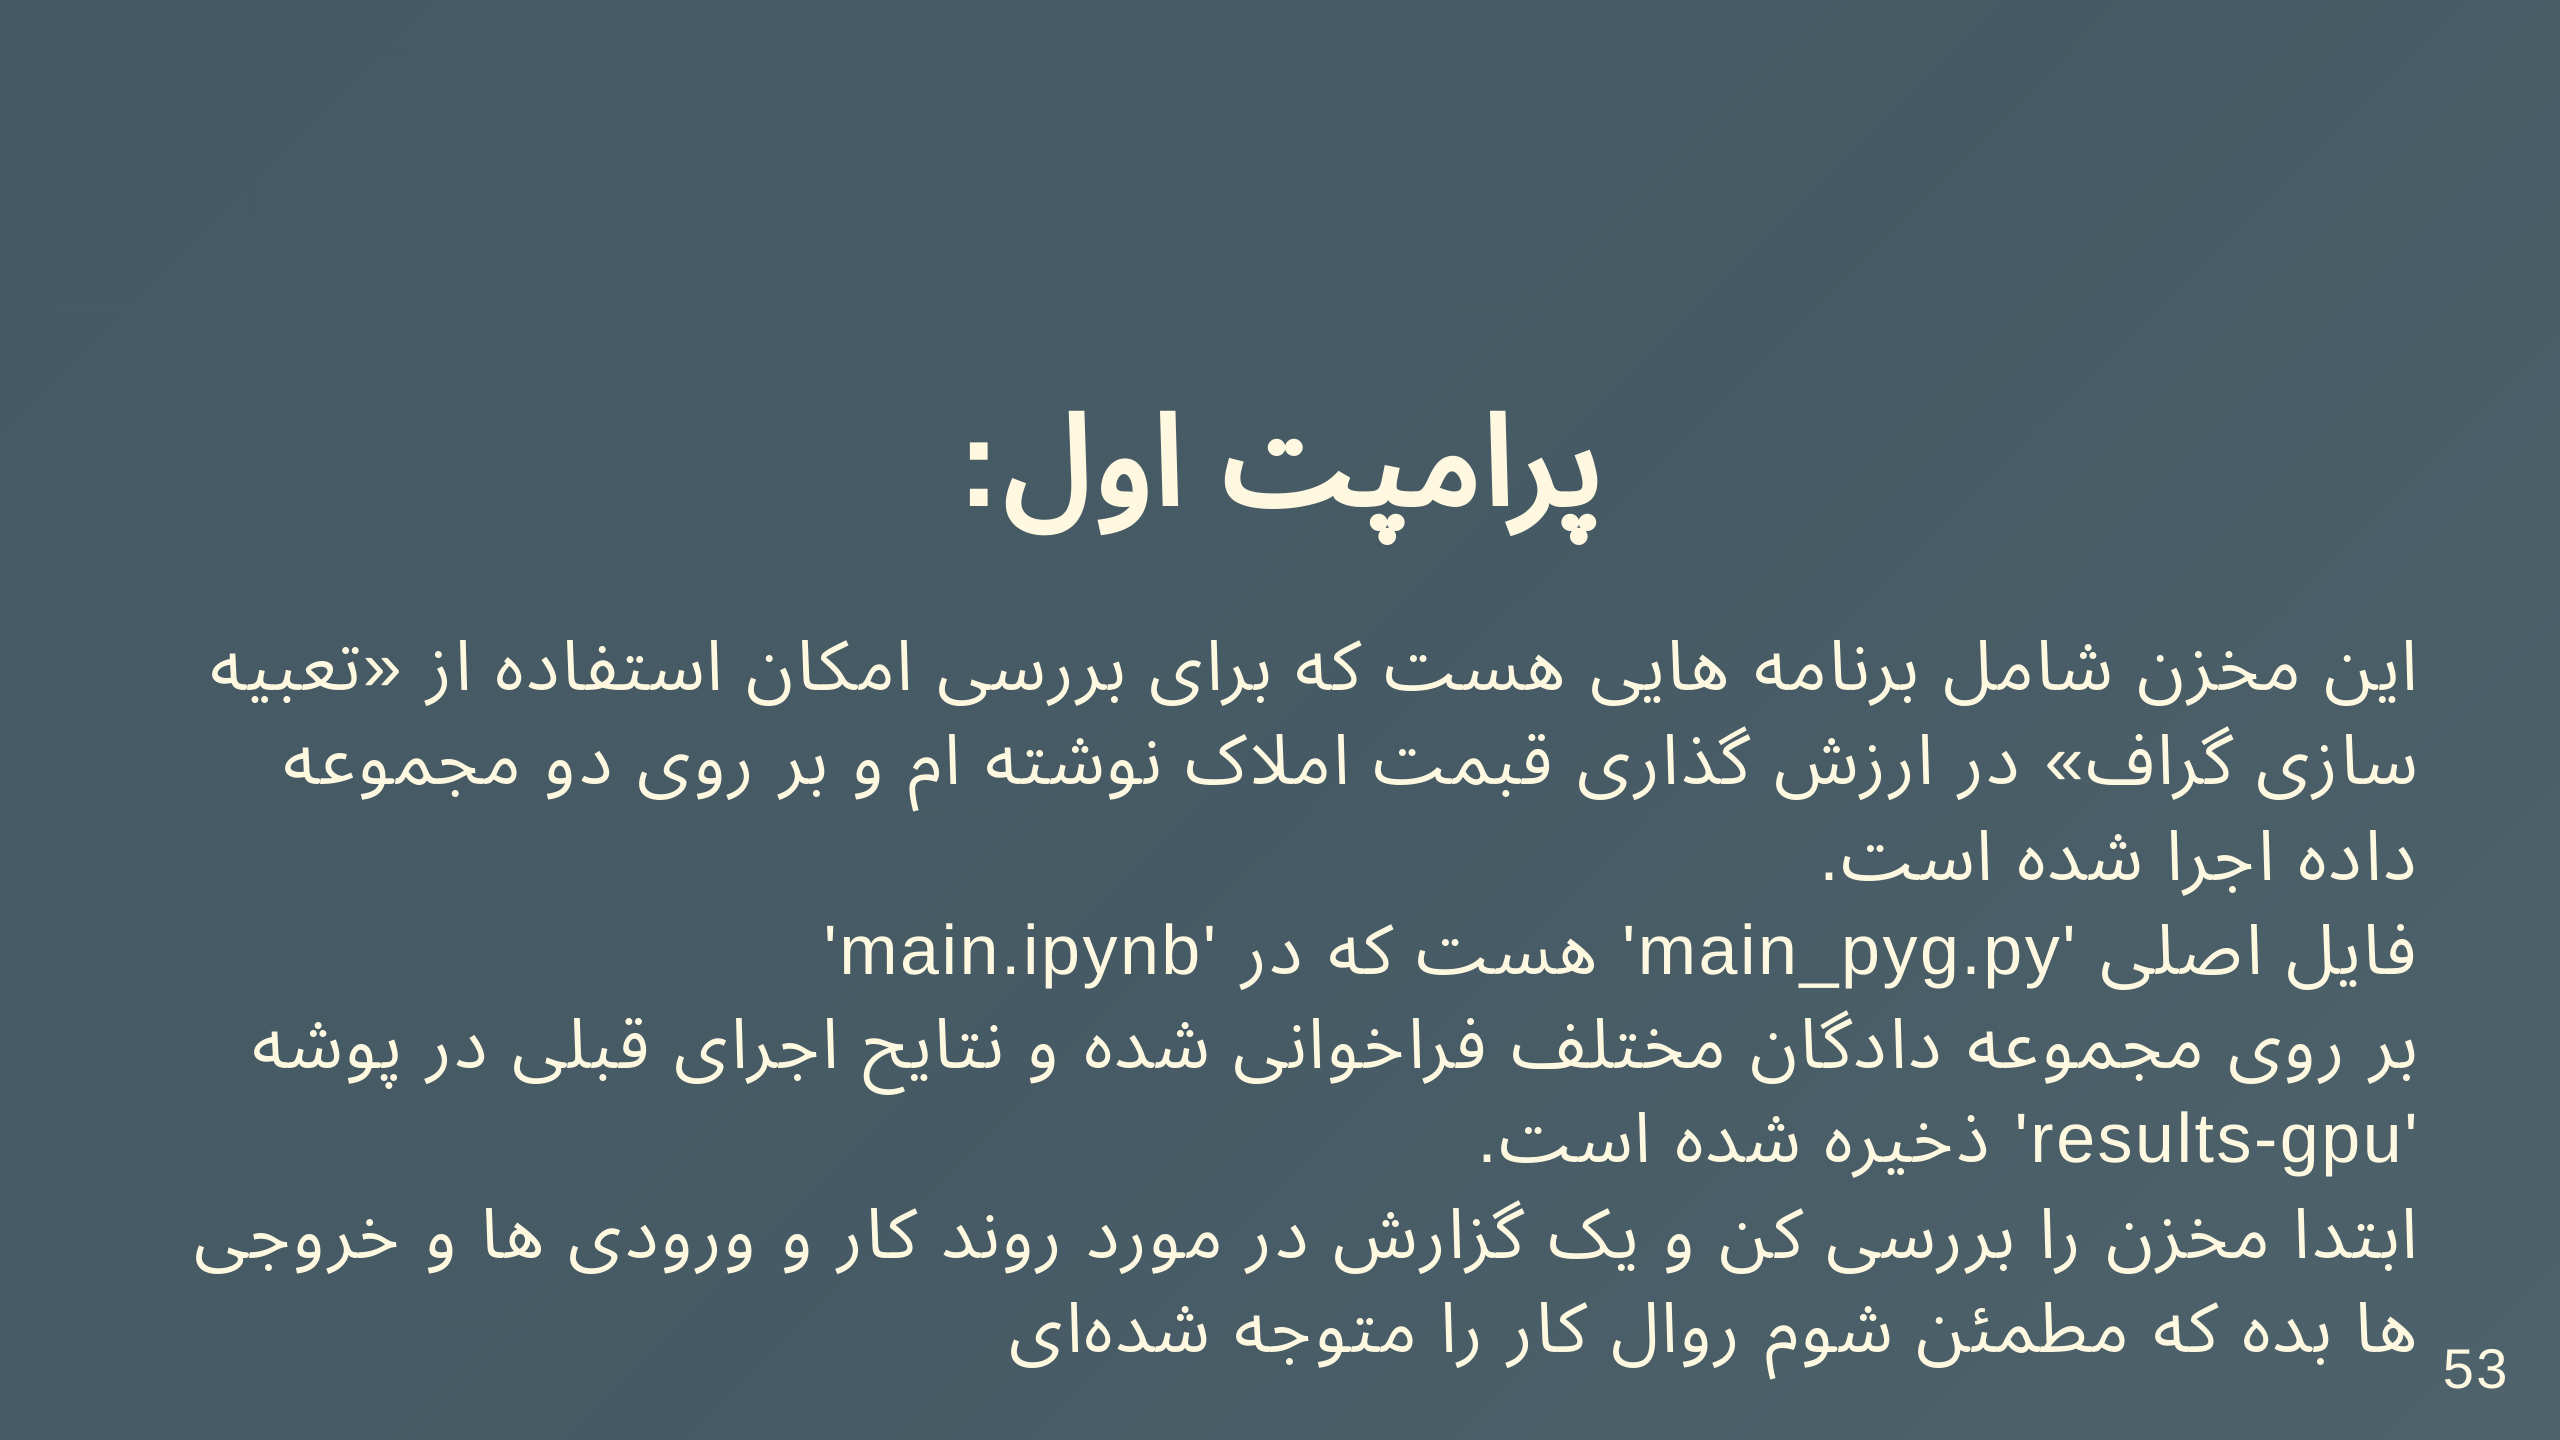 پرامپت اول:
این مخزن شامل برنامه هایی هست که برای بررسی امکان استفاده از «تعبیه
سازی گراف» در ارزش گذاری قبمت املاک نوشته ام و بر روی دو مجموعه
داده اجرا شده است.
فایل اصلی 'main_pyg.py' هست که در 'main.ipynb'
بر روی مجموعه دادگان مختلف فراخوانی شده و نتایح اجرای قبلی در پوشه
'results-gpu' ذخیره شده است.
ابتدا مخزن را بررسی کن و یک گزارش در مورد روند کار و ورودی ها و خروجی
ها بده که مطمئن شوم روال کار را متوجه شده‌ای
53